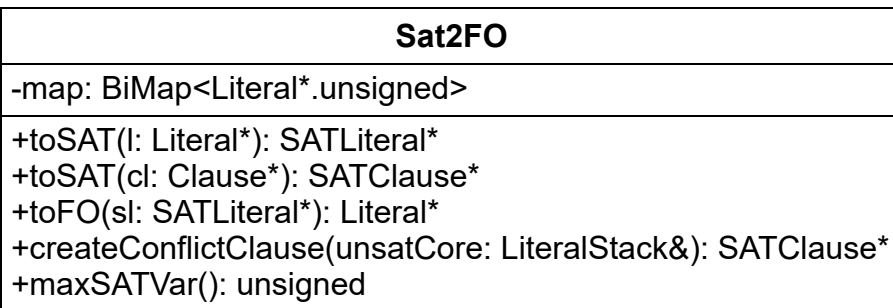 Sat2FO
-map: BiMap<Literal*.unsigned>
+toSAT(l: Literal*): SATLiteral*
+toSAT(cl: Clause*): SATClause*
+toFO(sl: SATLiteral*): Literal*
+createConflictClause(unsatCore: LiteralStack&): SATClause*
+maxSATVar(): unsigned